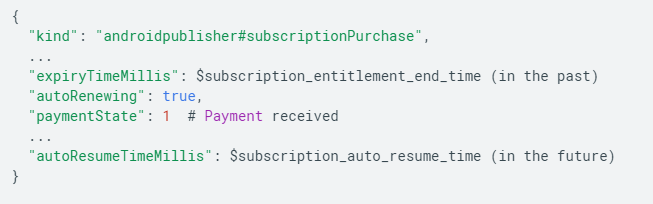 {
"kind": "androidpublisher#subscriptionPurchase",
...
"expiryTimeMillis": $subscription_entitlement_end_time (in the past)
"autoRenewing": true,
"paymentState": 1  # Payment received
...
"autoResumeTimeMillis": $subscription_auto_resume_time (in the future)
}